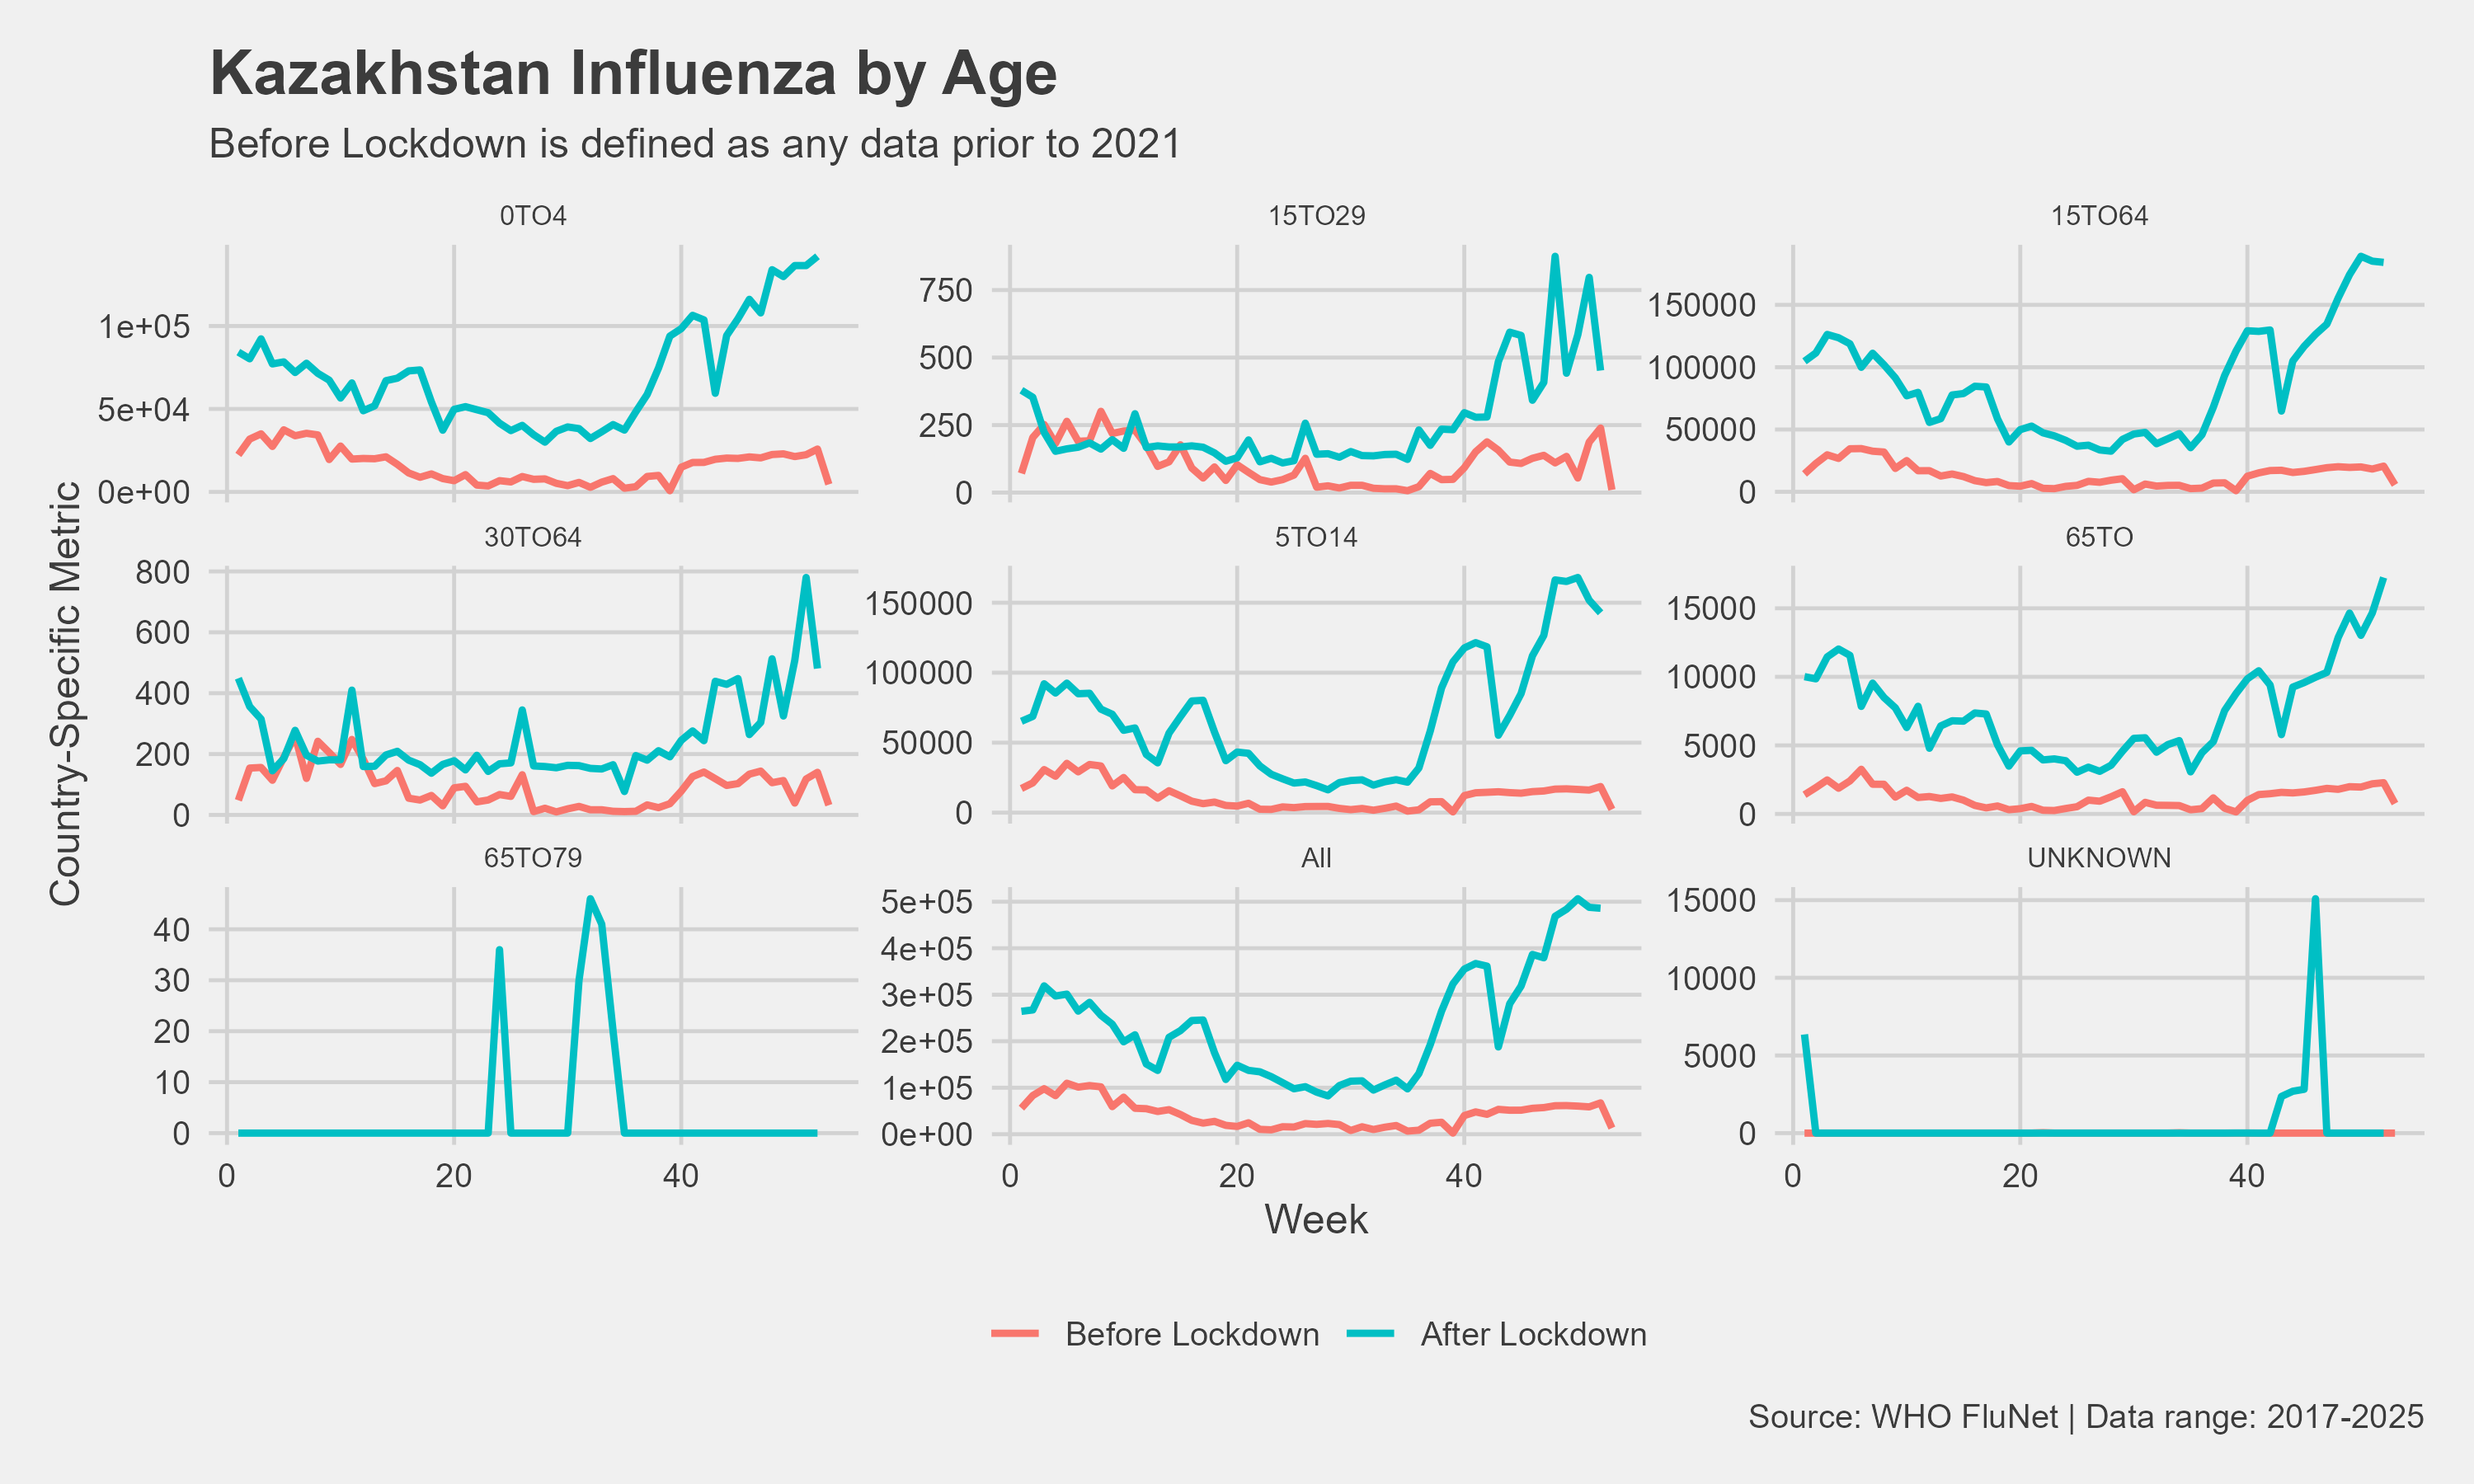 Kazakhstan Influenza by Age
Before Lockdown is defined as any data prior to 2021
0TO4
15TO29
15TO64
1e+05
5e+04
0e+00
750
500
250
0
150000
100000
50000
0
30TO64
5TO14
65TO
800
600
400
200
0
150000
100000
50000
0
15000
10000
5000
0
65TO79
All
UNKNOWN
40
30
20
10
0
5e+05
4e+05
3e+05
2e+05
1e+05
0e+00
15000
10000
5000
0
0 20 40
0 20 40
0 20 40
Country-Specific Metric
Week
Before Lockdown
After Lockdown
Source: WHO FluNet | Data range: 2017-2025